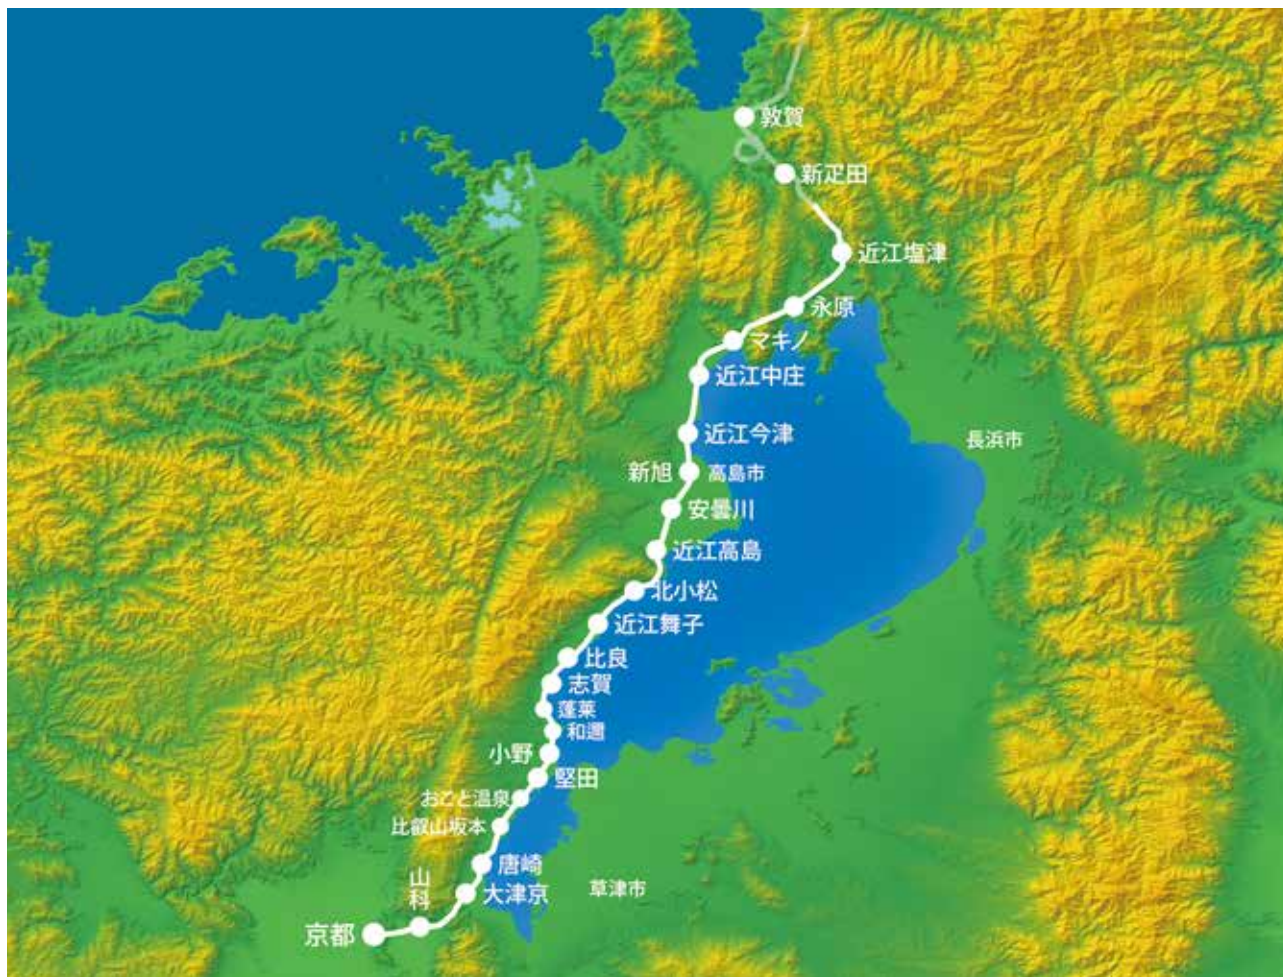 敦賀
新疋田
近江塩津
永原
マキノ
近江中庄
近江今津
長浜市
新旭
高島市
安曇川
近江高島
北小松
近江舞子
比良
志賀
蓬莱
和邇
小野
堅田
おごと温泉
比叡山坂本
唐崎
山科
大津京
草津市
京都